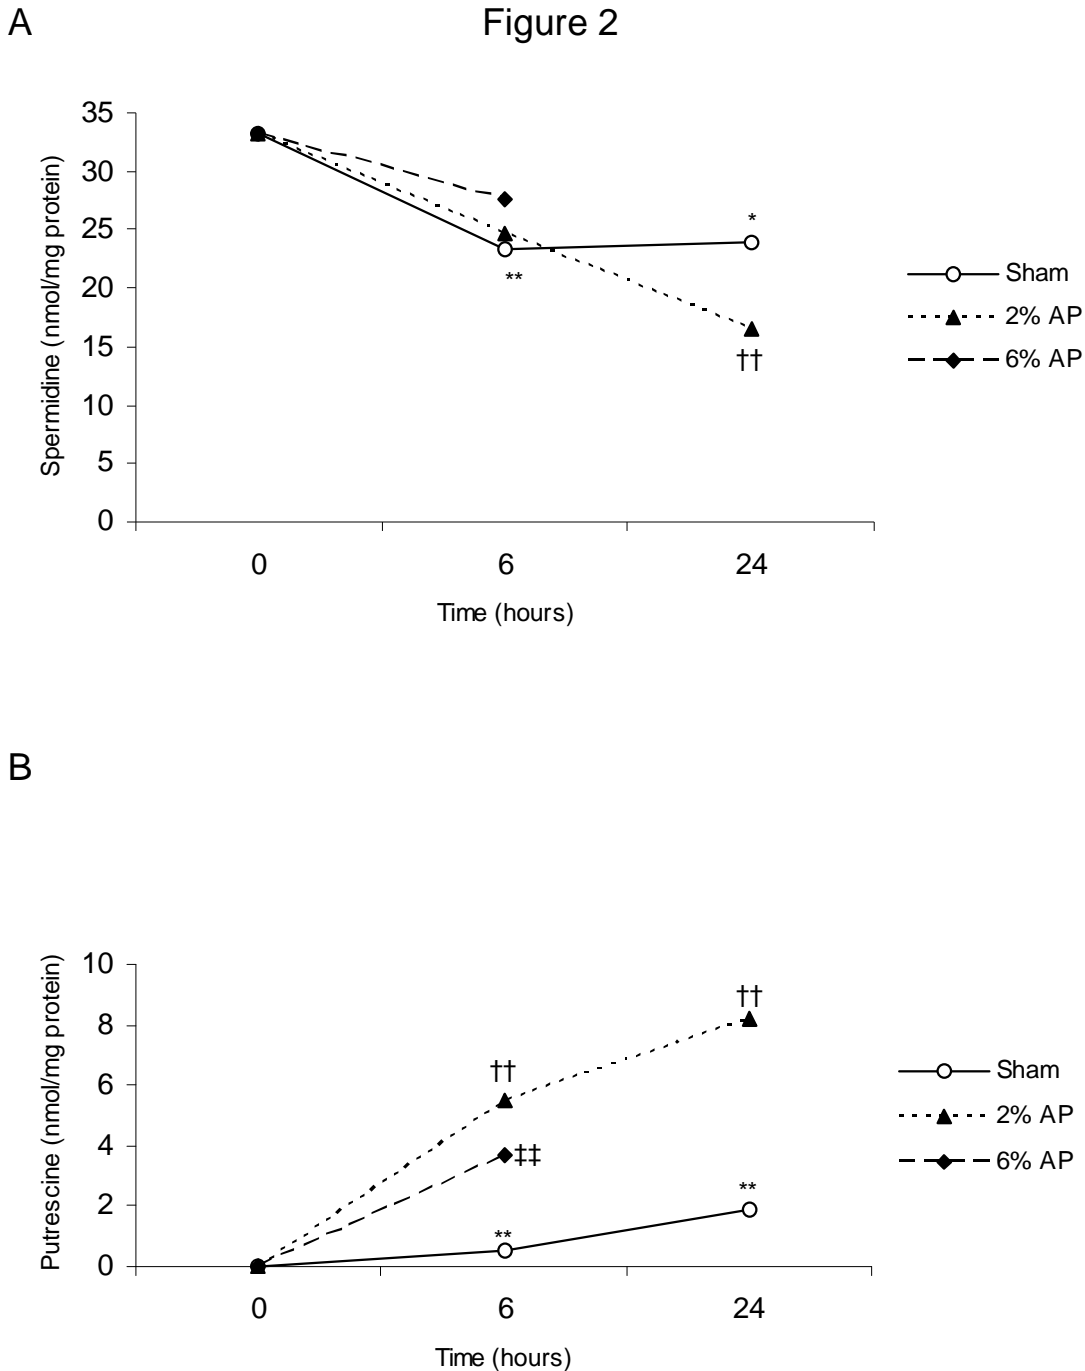 A
Figure 2
Spermidine (nmol/mg protein)
35
30
25
20
15
10
5
0
*
**
††
0 6 24
Time (hours)
Sham
2% AP
6% AP
B
Putrescine (nmol/mg protein)
10
8
6
4
2
0
††
††
‡‡
**
**
0 6 24
Time (hours)
Sham
2% AP
6% AP